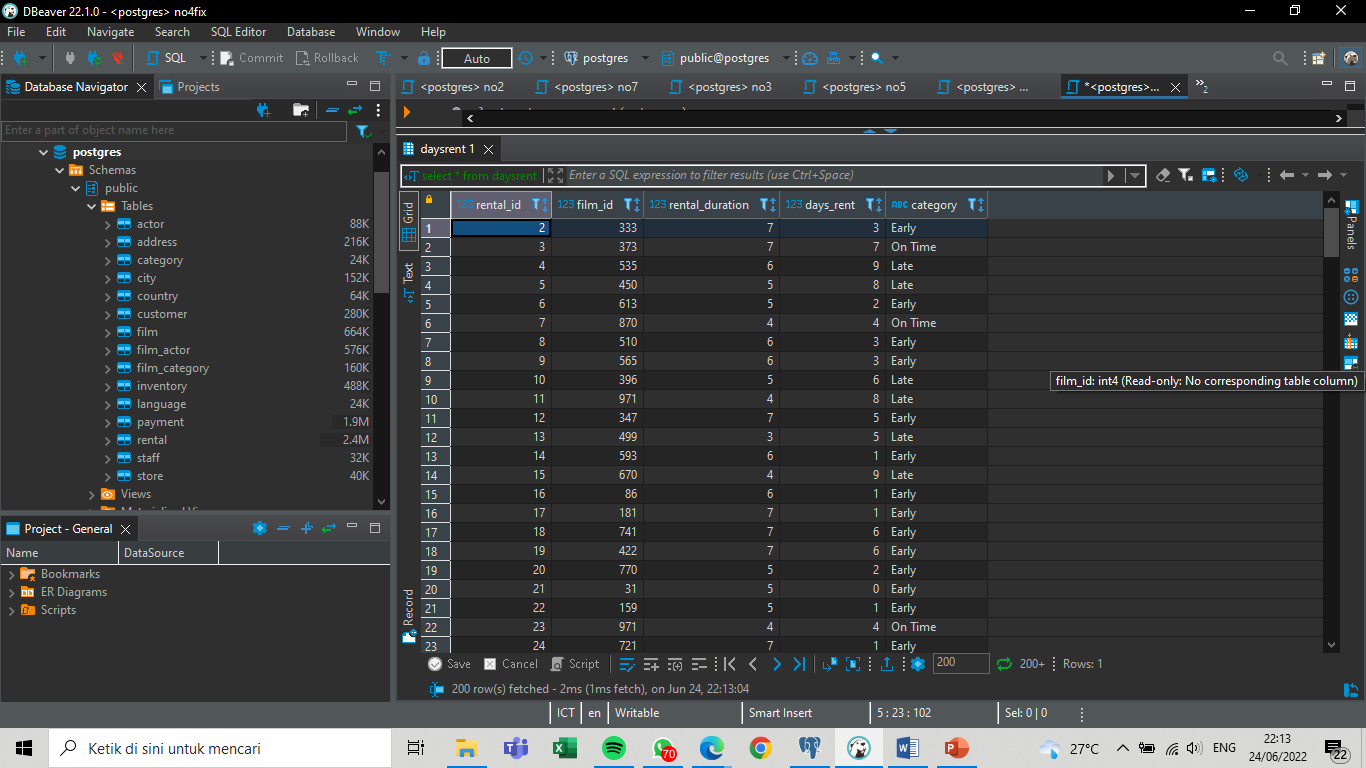 DBeaver 22.1.0 - <postgres> no4fix
File Edit Navigate Search SQL Editor Database Window Help
SQL Commit Rollback T Auto postgres public@postgres
Database Navigator Projects
<postgres> no2 <postgres> no7 <postgres> no3 <postgres> no5 <postgres> ... *<postgres>... »2
Enter a part of object name here
postgres
Schemas
public
Tables
actor 88K
address 216K
category 24K
city 152K
country 64K
customer 280K
film 664K
film_actor 576K
film_category 160K
inventory 488K
language 24K
payment 1.9M
rental 2.4M
staff 32K
store 40K
Views
Project - General
Name DataSource
Bookmarks
ER Diagrams
Scripts
daysrent 1
select * from daysrent Enter a SQL expression to filter results (use Ctrl+Space)
Grid
Text
Record
Panels
123 rental_id 123 film_id 123 rental_duration 123 days_rent ABC category
1 2 333 7 3 Early
2 3 373 7 7 On Time
3 4 535 6 9 Late
4 5 450 5 8 Late
5 6 613 5 2 Early
6 7 870 4 4 On Time
7 8 510 6 3 Early
8 9 565 6 3 Early
9 10 396 5 6 Late
10 11 971 4 8 Late
11 12 347 7 5 Early
12 13 499 3 5 Late
13 14 593 6 1 Early
14 15 670 4 9 Late
15 16 86 6 1 Early
16 17 181 7 1 Early
17 18 741 7 6 Early
18 19 422 7 6 Early
19 20 770 5 2 Early
20 21 31 5 0 Early
21 22 159 5 1 Early
22 23 971 4 4 On Time
23 24 721 7 1 Early
film_id: int4 (Read-only: No corresponding table column)
Save Cancel Script 200 200+ Rows: 1
200 row(s) fetched - 2ms (1ms fetch), on Jun 24, 22:13:04
ICT en Writable Smart Insert 5 : 23 : 102 Sel: 0 | 0
Ketik di sini untuk mencari
70
27°C ENG
22:13
24/06/2022
22